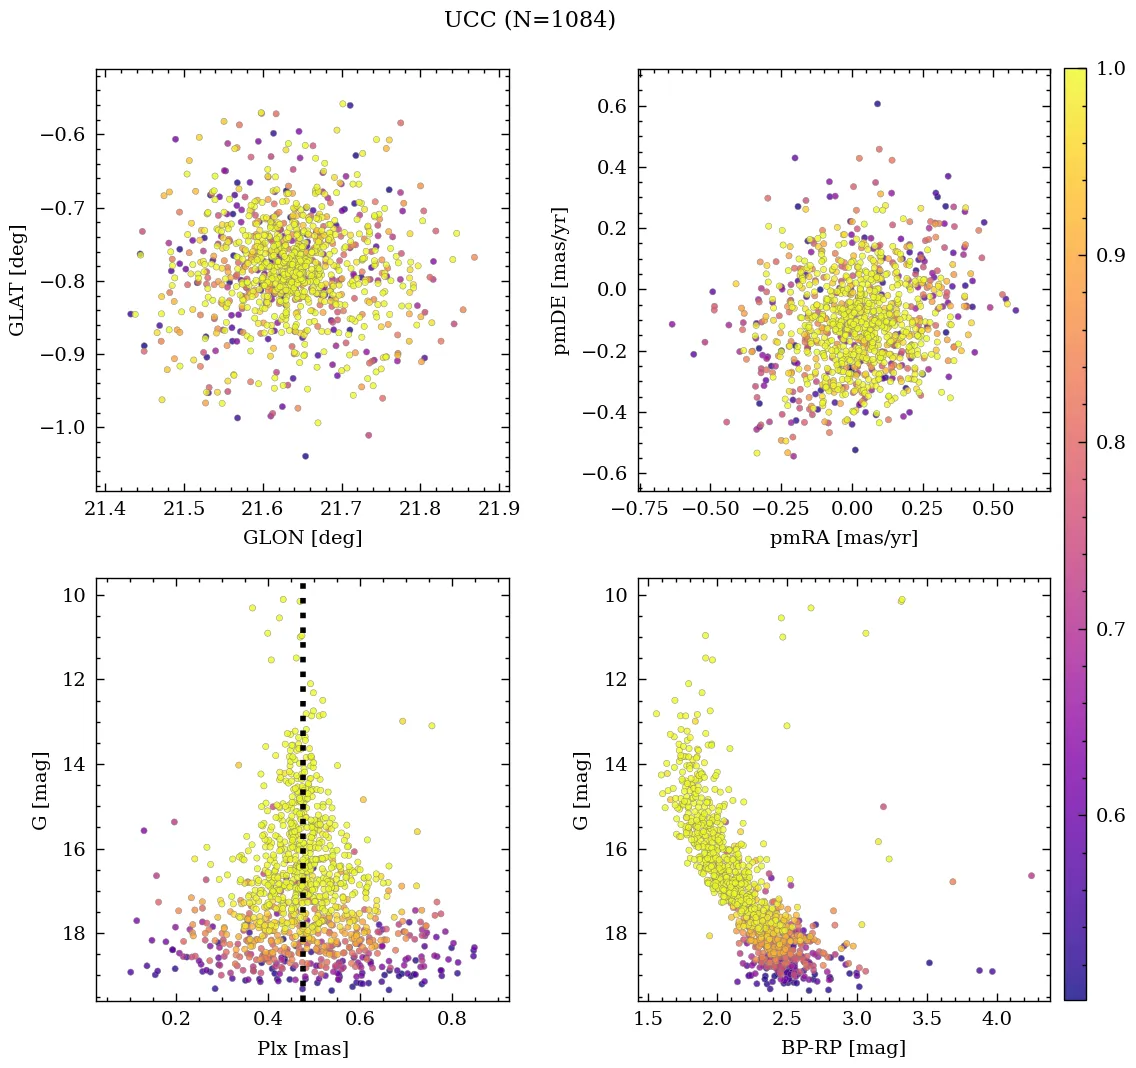 UCC (N=1084)
−0.6
−0.7
−0.8
−0.9
−1.0
GLAT [deg]
21.4 21.5 21.6 21.7 21.8 21.9
GLON [deg]
0.6
0.4
0.2
0.0
−0.2
−0.4
−0.6
pmDE [mas/yr]
−0.75 −0.50 −0.25 0.00 0.25 0.50
pmRA [mas/yr]
10
12
14
16
18
G [mag]
0.2 0.4 0.6 0.8
Plx [mas]
10
12
14
16
18
G [mag]
1.5 2.0 2.5 3.0 3.5 4.0
BP-RP [mag]
1.0
0.9
0.8
0.7
0.6